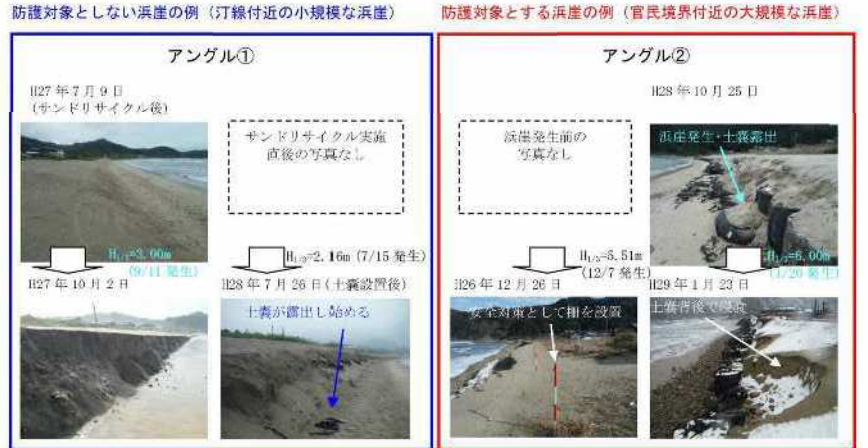 防護対象としない浜崖の例（汀線付近の小規模な浜崖）
アングル①
H27年7月9日
(サンドリサイクル後)
サンドリサイクル実施
直後の写真なし
H₁/₃=3.00m
(9/11発生)
H₁/₃=2.16m (7/15発生)
H27年10月2日
H28年7月26日(土嚢設置後)
土嚢が露出し始める
防護対象とする浜崖の例（官民境界付近の大規模な浜崖）
アングル②
H28年10月25日
浜崖発生前の
写真なし
浜崖発生・土嚢露出
H₁/₃=5.51m
(12/7発生)
H₁/₃=6.00m
(1/20発生)
H26年12月26日
H29年1月23日
安全対策として柵を設置
土嚢背後で侵食